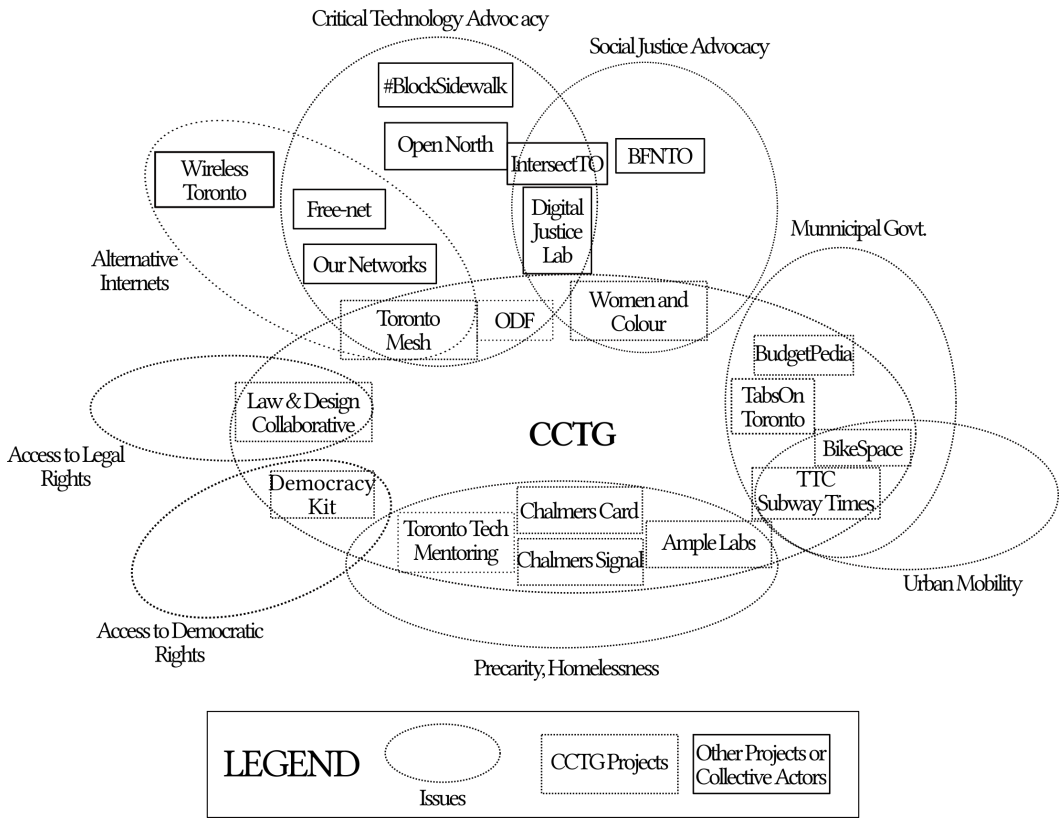 Critical Technology Advoc acy
Social Justice Advocacy
#BlockSidewalk
Open North
IntersectTO
BFNTO
Wireless
Toronto
Free-net
Digital
Justice
Lab
Our Networks
Alternative
Internets
Munnicipal Govt.
Toronto
Mesh
ODF
Women and
Colour
BudgetPedia
TabsOn
Toronto
Law & Design
Collaborative
CCTG
BikeSpace
Access to Legal
Rights
TTC
Subway Times
Democracy
Kit
Toronto Tech
Mentoring
Chalmers Card
Chalmers Signal
Ample Labs
Urban Mobility
Access to Democratic
Rights
Precarity, Homelessness
LEGEND
Issues
CCTG Projects
Other Projects or
Collective Actors